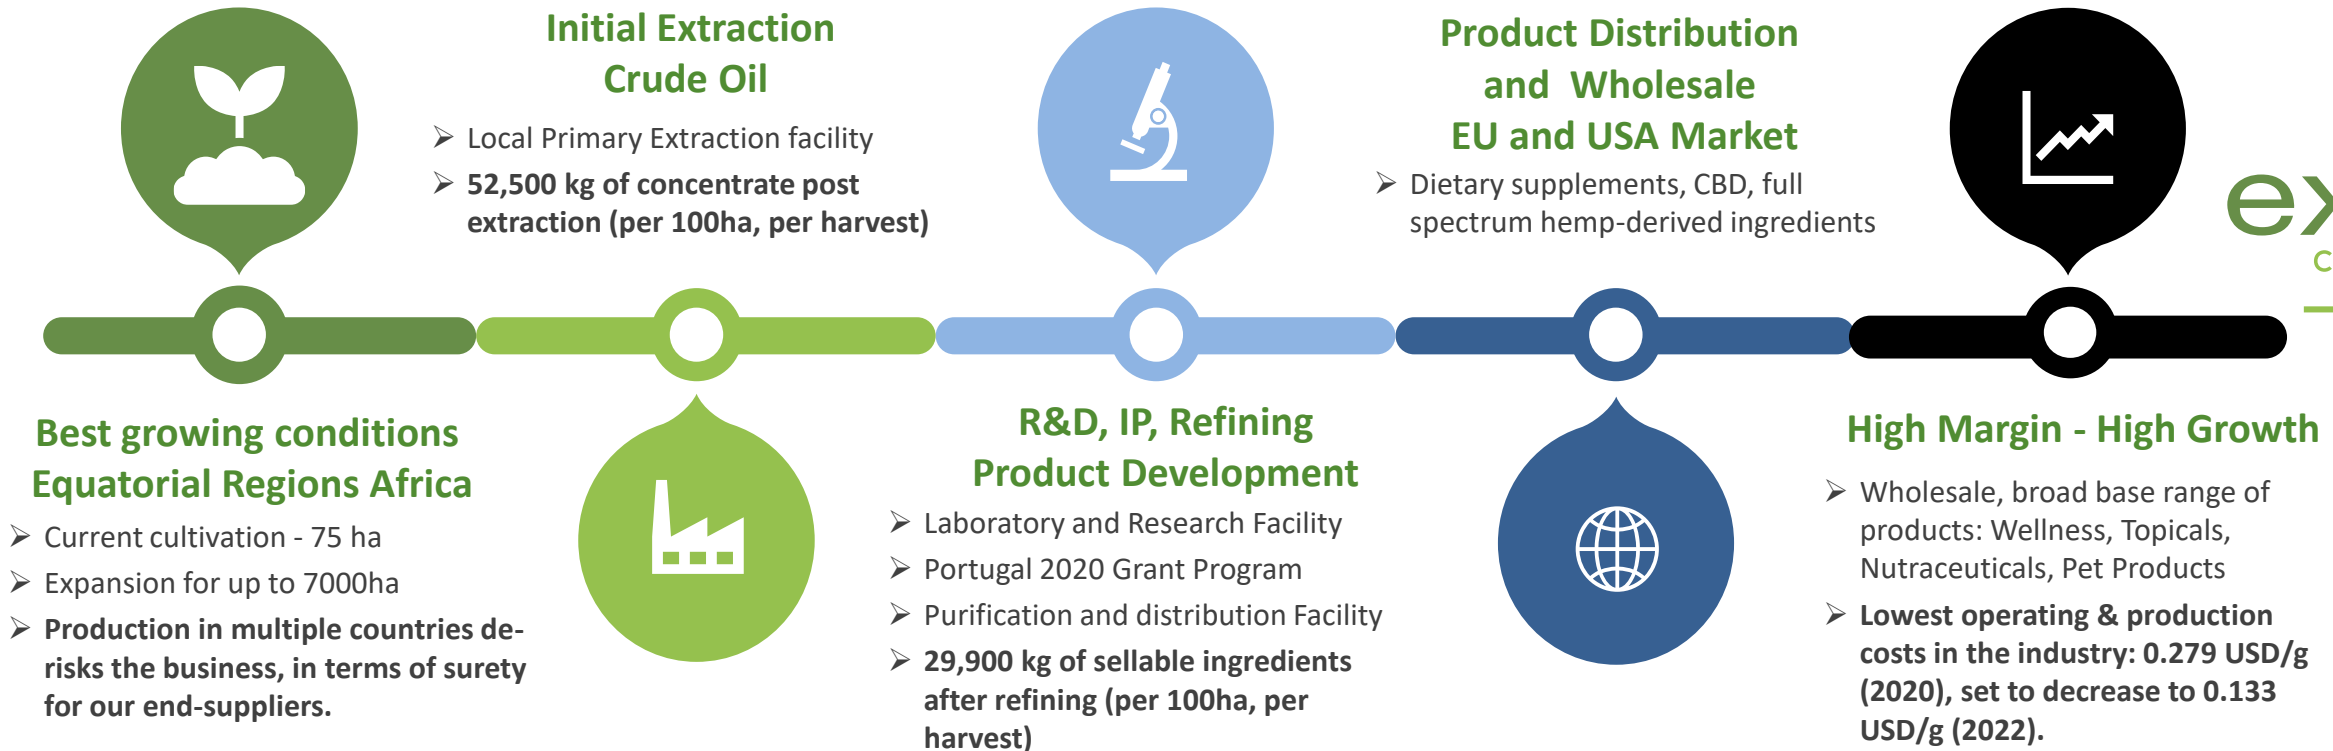 Initial Extraction
Crude Oil
➢ Local Primary Extraction facility
➢ 52,500 kg of concentrate post
extraction (per 100ha, per harvest)
Product Distribution
and Wholesale
EU and USA Market
➢ Dietary supplements, CBD, full
spectrum hemp-derived ingredients
Best growing conditions
Equatorial Regions Africa
➢ Current cultivation - 75 ha
➢ Expansion for up to 7000ha
➢ Production in multiple countries de-
risks the business, in terms of surety
for our end-suppliers.
R&D, IP, Refining
Product Development
➢ Laboratory and Research Facility
➢ Portugal 2020 Grant Program
➢ Purification and distribution Facility
➢ 29,900 kg of sellable ingredients
after refining (per 100ha, per
harvest)
High Margin - High Growth
➢ Wholesale, broad base range of
products: Wellness, Topicals,
Nutraceuticals, Pet Products
➢ Lowest operating & production
costs in the industry: 0.279 USD/g
(2020), set to decrease to 0.133
USD/g (2022).